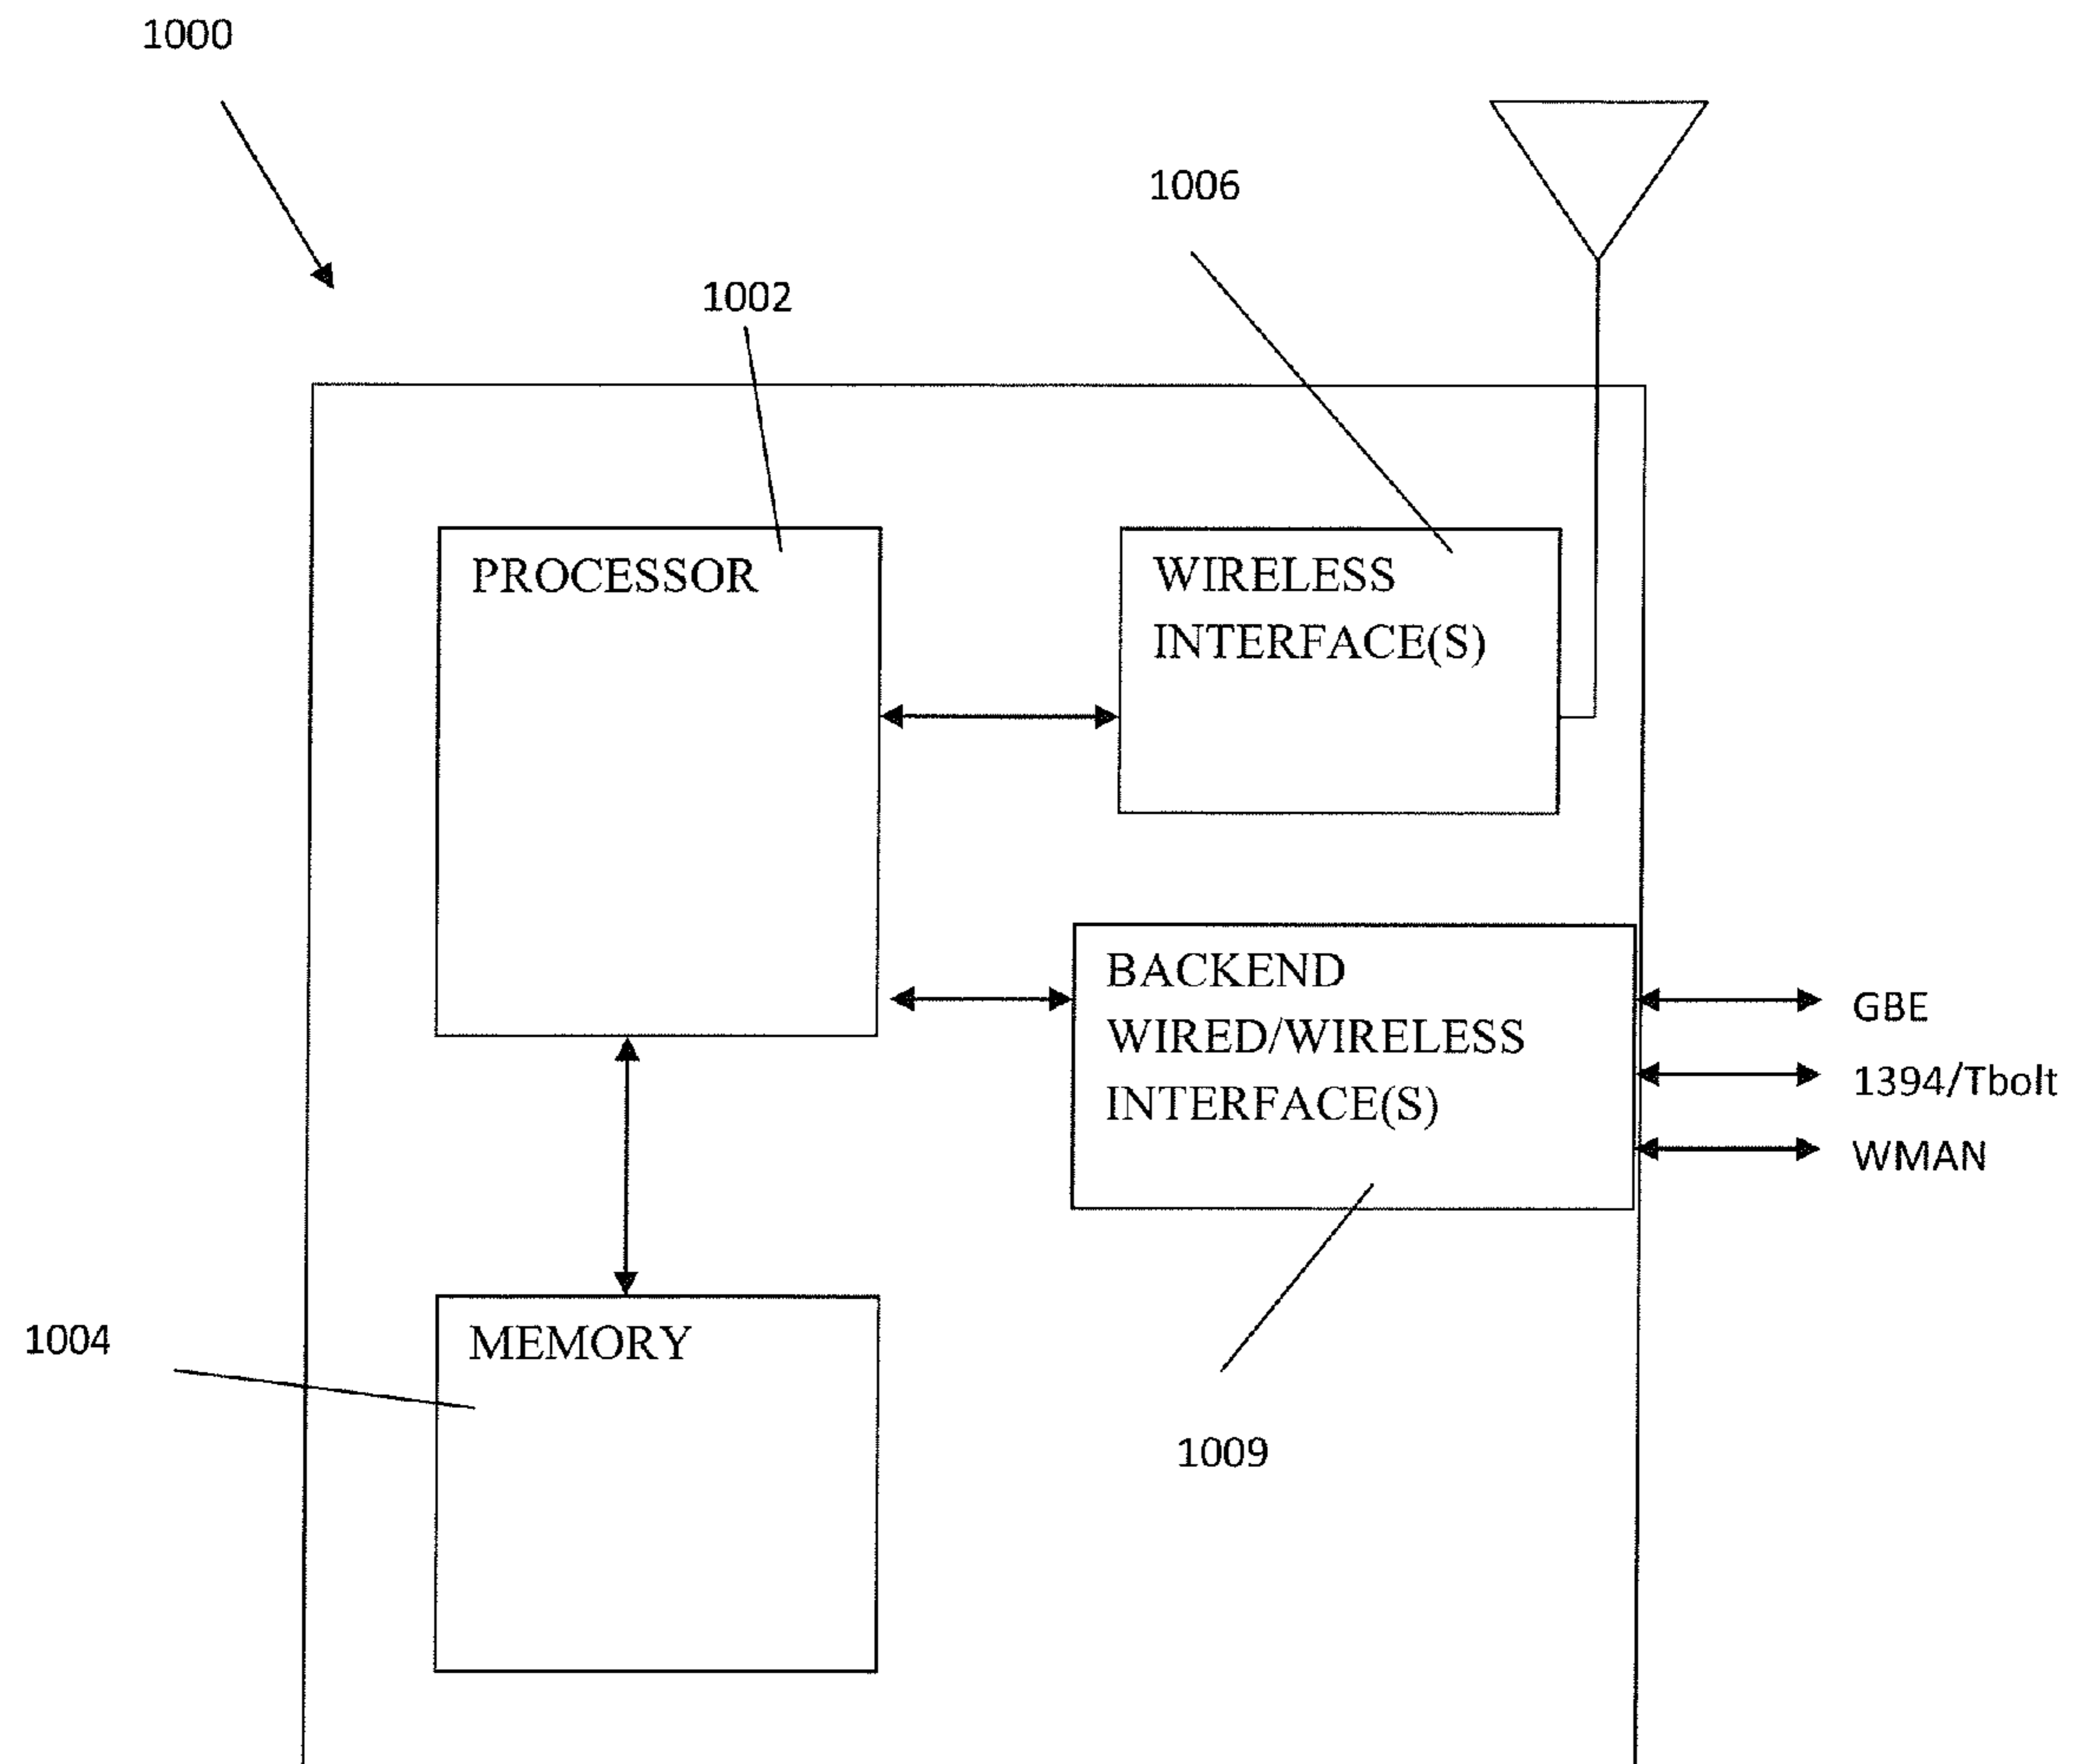 1000
1006
1002
PROCESSOR
WIRELESS
INTERFACE(S)
BACKEND
WIRED/WIRELESS
INTERFACE(S)
GBE
1394/Tbolt
WMAN
1004
MEMORY
1009